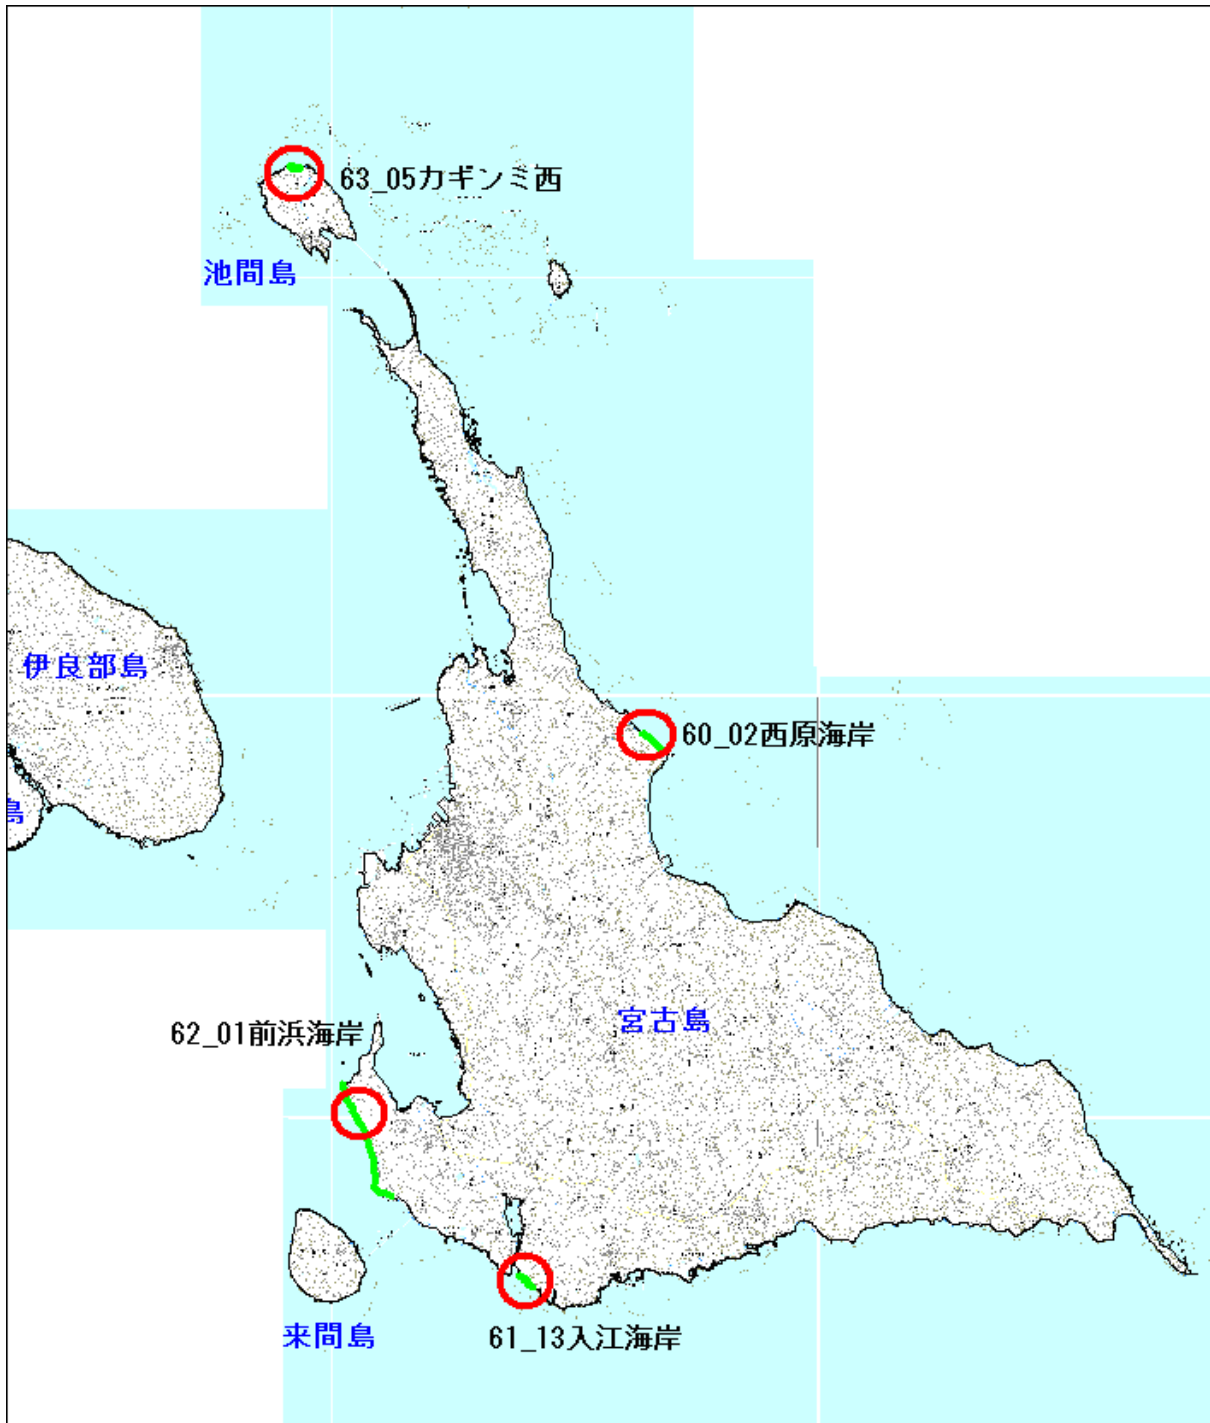 63_05カギンミ西
池間島
伊良部島
60_02西原海岸
島
宮古島
62_01前浜海岸
来間島
61_13入江海岸